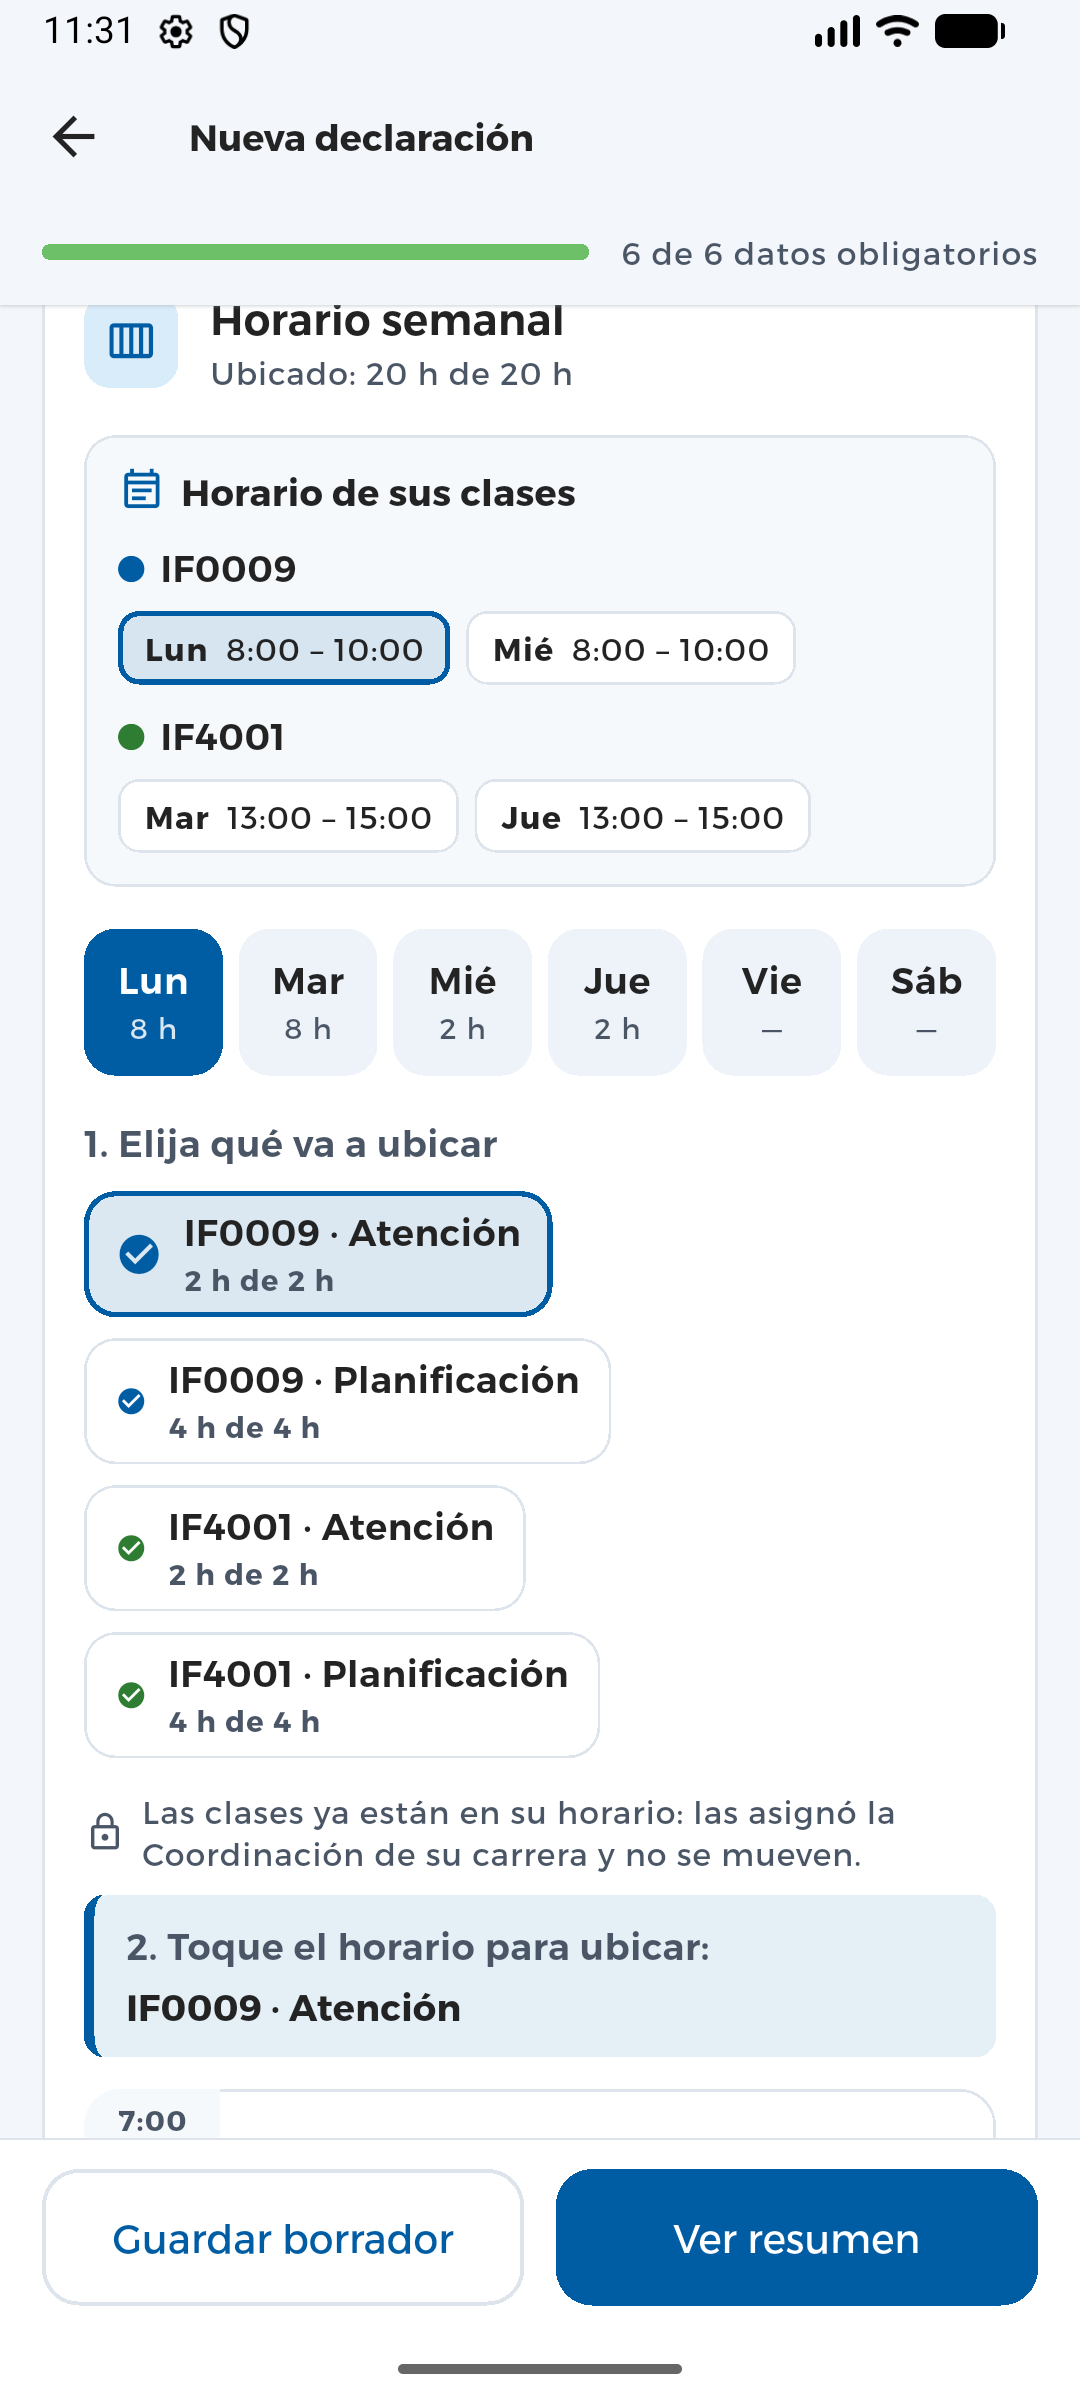 11:31
Nueva declaración
6 de 6 datos obligatorios
Horario semanal
Ubicado: 20 h de 20 h
Horario de sus clases
IF0009
Lun 8:00 – 10:00
Mié 8:00 – 10:00
IF4001
Mar 13:00 – 15:00
Jue 13:00 – 15:00
Lun
8 h
Mar
8 h
Mié
2 h
Jue
2 h
Vie
—
Sáb
—
1. Elija qué va a ubicar
IF0009 · Atención
2 h de 2 h
IF0009 · Planificación
4 h de 4 h
IF4001 · Atención
2 h de 2 h
IF4001 · Planificación
4 h de 4 h
Las clases ya están en su horario: las asignó la
Coordinación de su carrera y no se mueven.
2. Toque el horario para ubicar:
IF0009 · Atención
7:00
Guardar borrador
Ver resumen